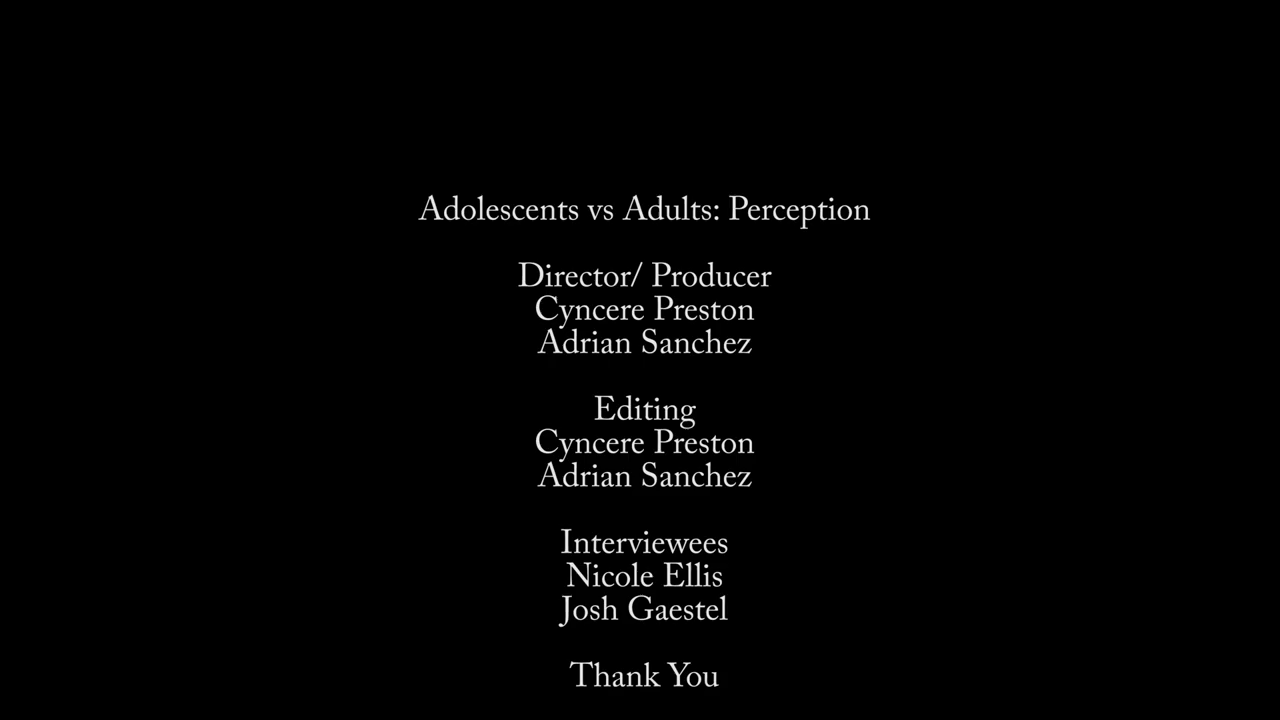 Adolescents vs Adults: Perception
Director/ Producer
Cyncere Preston
Adrian Sanchez
Editing
Cyncere Preston
Adrian Sanchez
Interviewees
Nicole Ellis
Josh Gaestel
Thank You